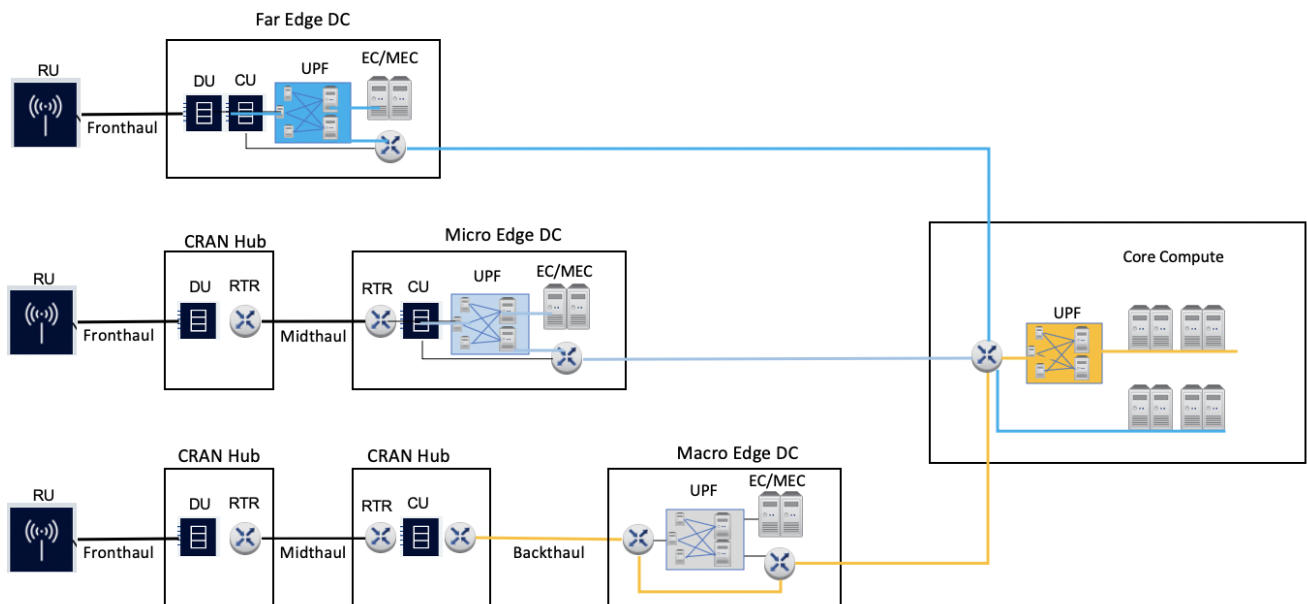 Far Edge DC
RU
DU
CU
UPF
EC/MEC
Fronthaul
CRAN Hub
Micro Edge DC
RU
DU
RTR
RTR
CU
UPF
EC/MEC
Fronthaul
Midthaul
Core Compute
UPF
CRAN Hub
CRAN Hub
Macro Edge DC
RU
DU
RTR
RTR
CU
UPF
EC/MEC
Fronthaul
Midthaul
Backthaul